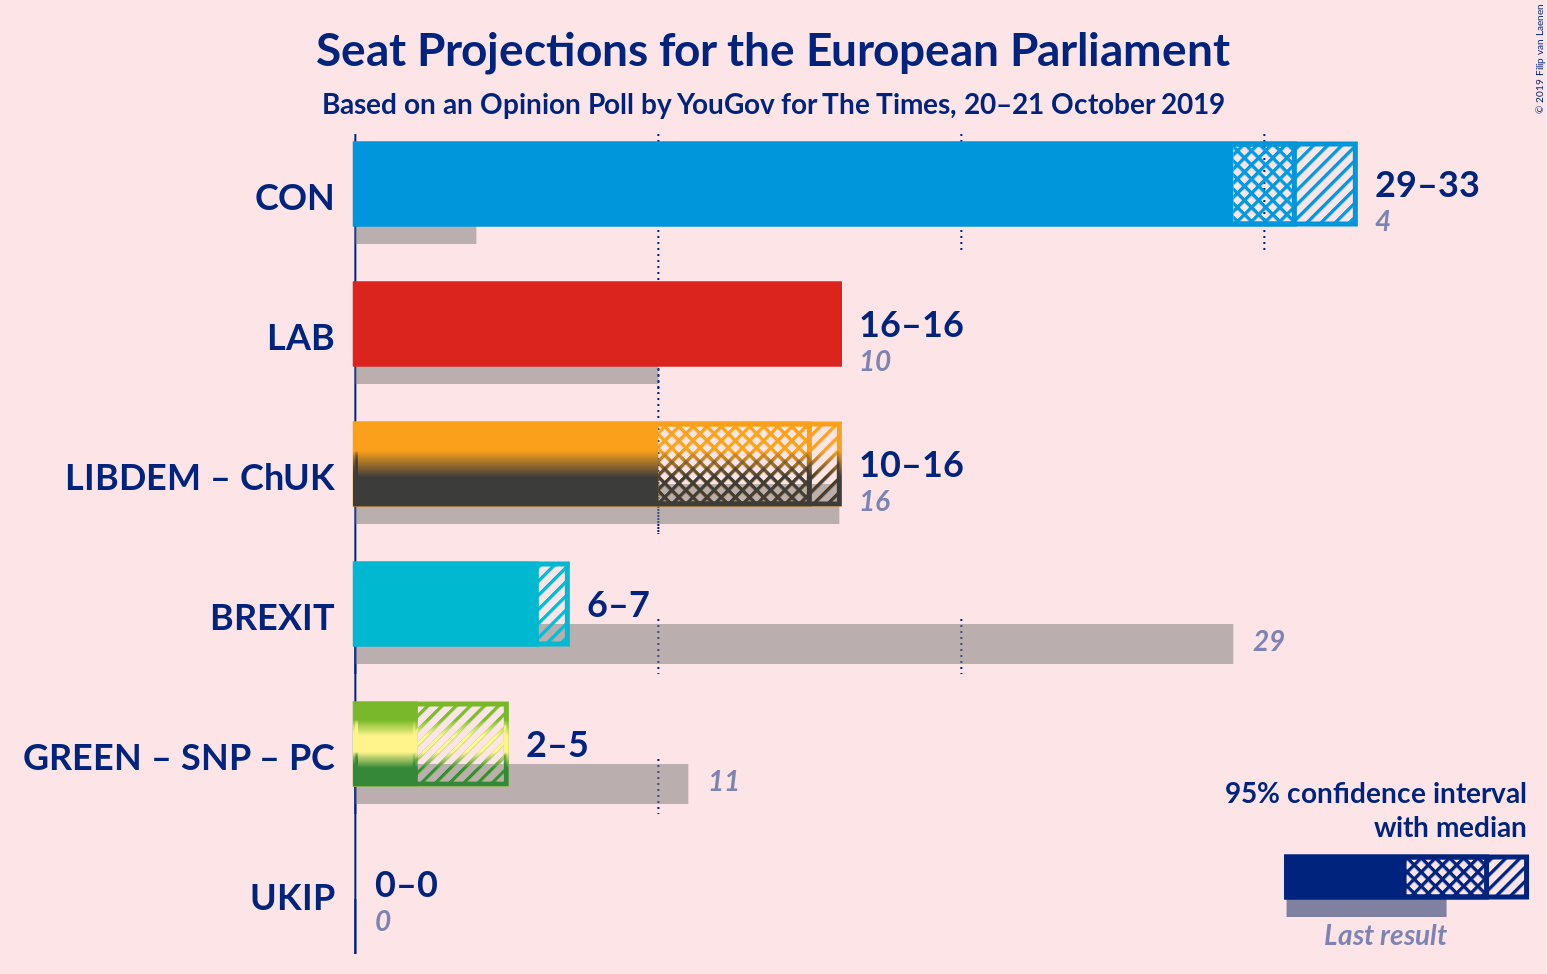 Seat Projections for the European Parliament
Based on an Opinion Poll by YouGov for The Times, 20–21 October 2019
© 2019 Filip van Laenen
CON
29–33
4
LAB
16–16
10
LIBDEM – ChUK
10–16
16
BREXIT
6–7
29
GREEN – SNP – PC
2–5
11
UKIP
0–0
0
95% confidence interval
with median
Last result